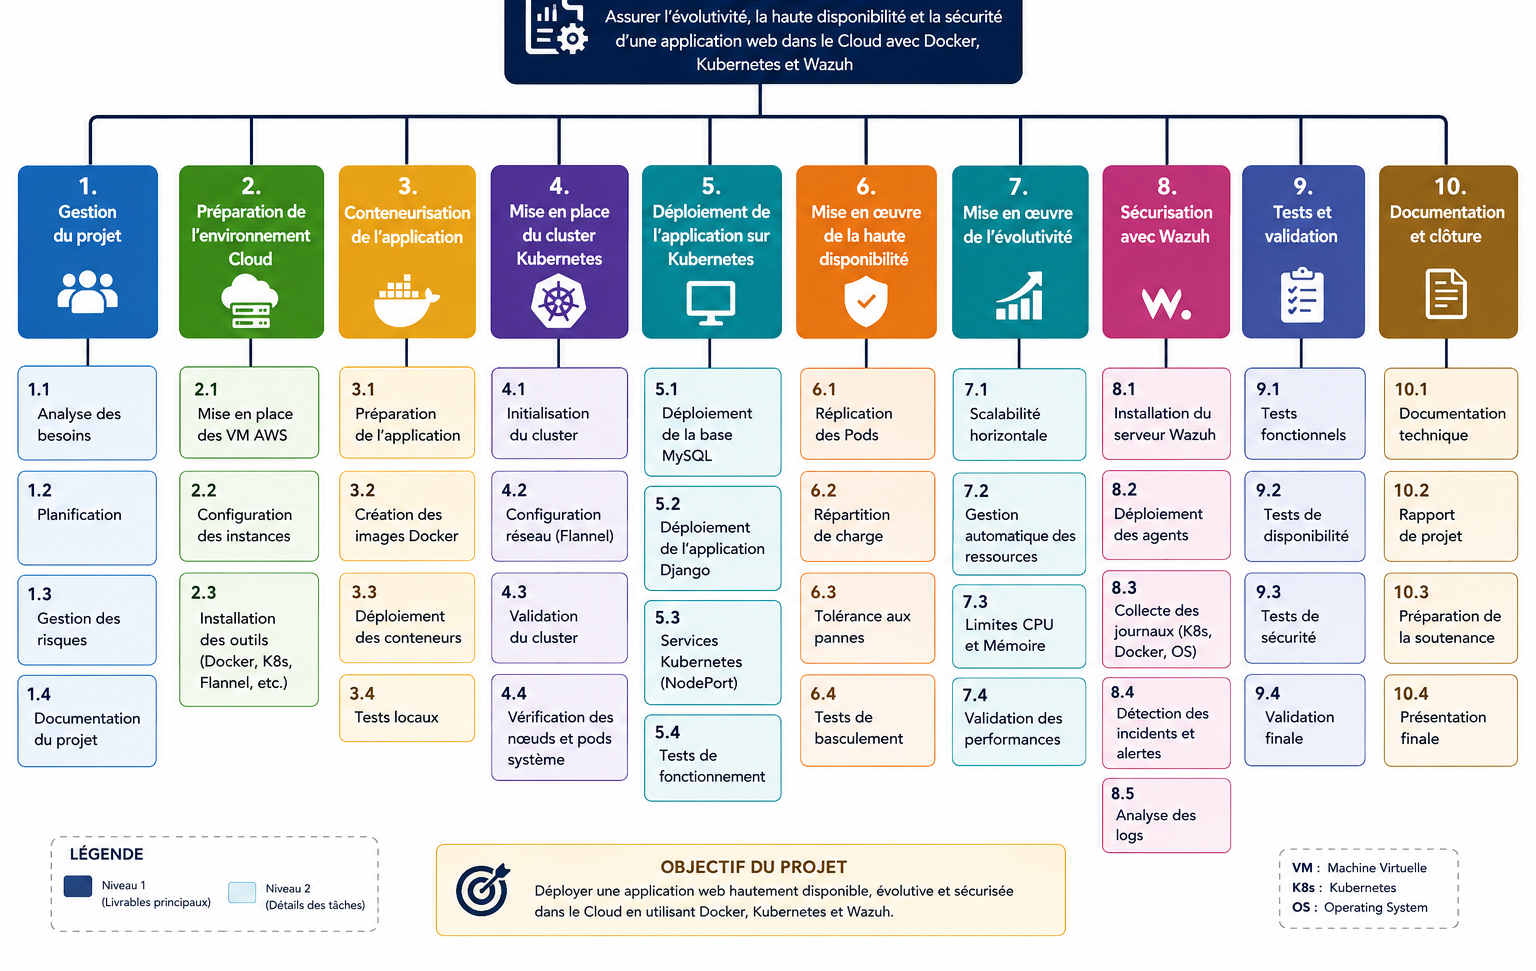 Assurer l'évolutivité, la haute disponibilité et la sécurité
d'une application web dans le Cloud avec Docker,
Kubernetes et Wazuh
1.
Gestion
du projet
2.
Préparation de
l'environnement
Cloud
3.
Conteneurisation
de l'application
4.
Mise en place
du cluster
Kubernetes
5.
Déploiement de
l'application sur
Kubernetes
6.
Mise en œuvre
de la haute
disponibilité
7.
Mise en œuvre
de l'évolutivité
8.
Sécurisation
avec Wazuh
W.
9.
Tests et
validation
10.
Documentation
et clôture
1.1
Analyse des
besoins
1.2
Planification
1.3
Gestion des
risques
1.4
Documentation
du projet
2.1
Mise en place
des VM AWS
2.2
Configuration
des instances
2.3
Installation
des outils
(Docker, K8s,
Flannel, etc.)
3.1
Préparation
de l'application
3.2
Création des
images Docker
3.3
Déploiement
des conteneurs
3.4
Tests locaux
4.1
Initialisation
du cluster
4.2
Configuration
réseau (Flannel)
4.3
Validation
du cluster
4.4
Vérification des
nœuds et pods
système
5.1
Déploiement
de la base
MySQL
5.2
Déploiement
de l'application
Django
5.3
Services
Kubernetes
(NodePort)
5.4
Tests de
fonctionnement
6.1
Réplication
des Pods
6.2
Répartition
de charge
6.3
Tolérance aux
pannes
6.4
Tests de
basculement
7.1
Scalabilité
horizontale
7.2
Gestion
automatique des
ressources
7.3
Limites CPU
et Mémoire
7.4
Validation des
performances
8.1
Installation du
serveur Wazuh
8.2
Déploiement
des agents
8.3
Collecte des
journaux (K8s,
Docker, OS)
8.4
Détection des
incidents et
alertes
8.5
Analyse des
logs
9.1
Tests
fonctionnels
9.2
Tests de
disponibilité
9.3
Tests de
sécurité
9.4
Validation
finale
10.1
Documentation
technique
10.2
Rapport
de projet
10.3
Préparation de
la soutenance
10.4
Présentation
finale
LÉGENDE
Niveau 1
(Livrables principaux)
Niveau 2
(Détails des tâches)
OBJECTIF DU PROJET
Déployer une application web hautement disponible, évolutive et sécurisée
dans le Cloud en utilisant Docker, Kubernetes et Wazuh.
VM : Machine Virtuelle
K8s : Kubernetes
OS : Operating System